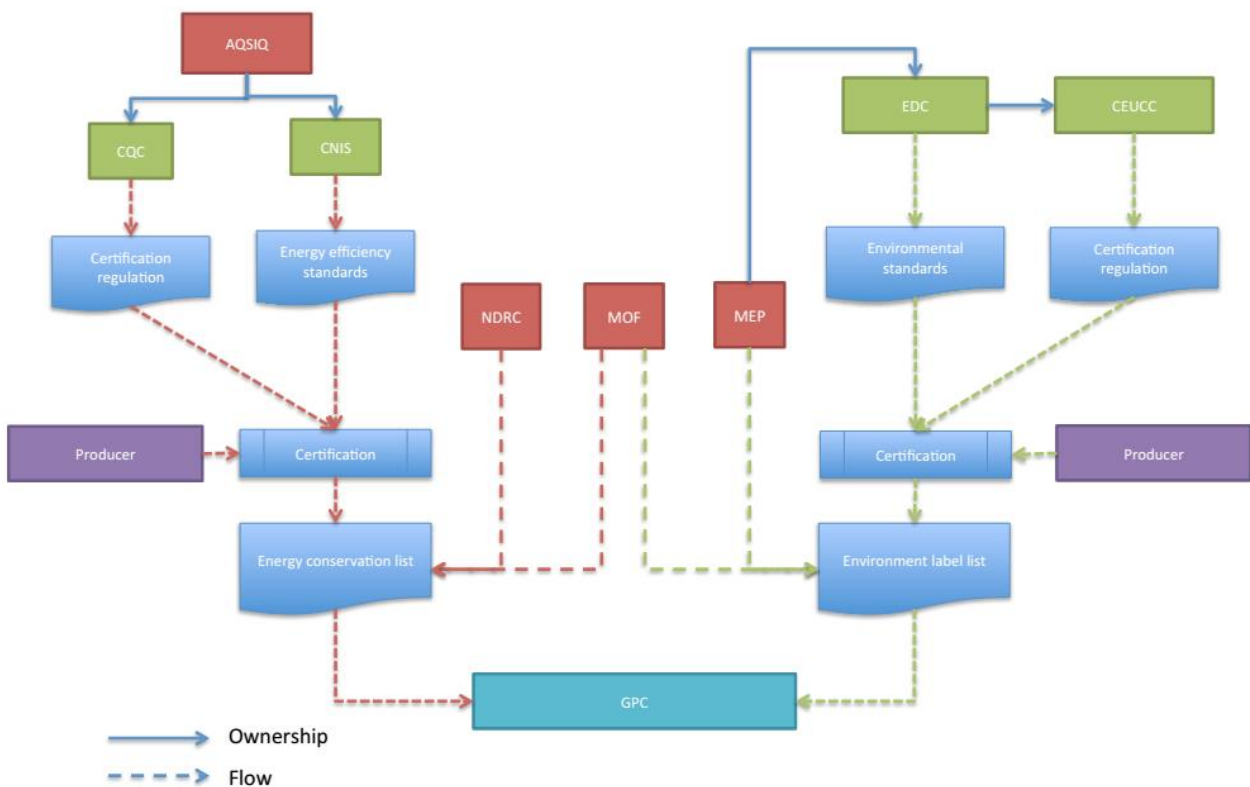 AQSIQ
EDC
CEUCC
CQC
CNIS
Certification
regulation
Energy efficiency
standards
Environmental
standards
Certification
regulation
NDRC
MOF
MEP
Producer
Certification
Certification
Producer
Energy conservation list
Environment label list
GPC
Ownership
Flow